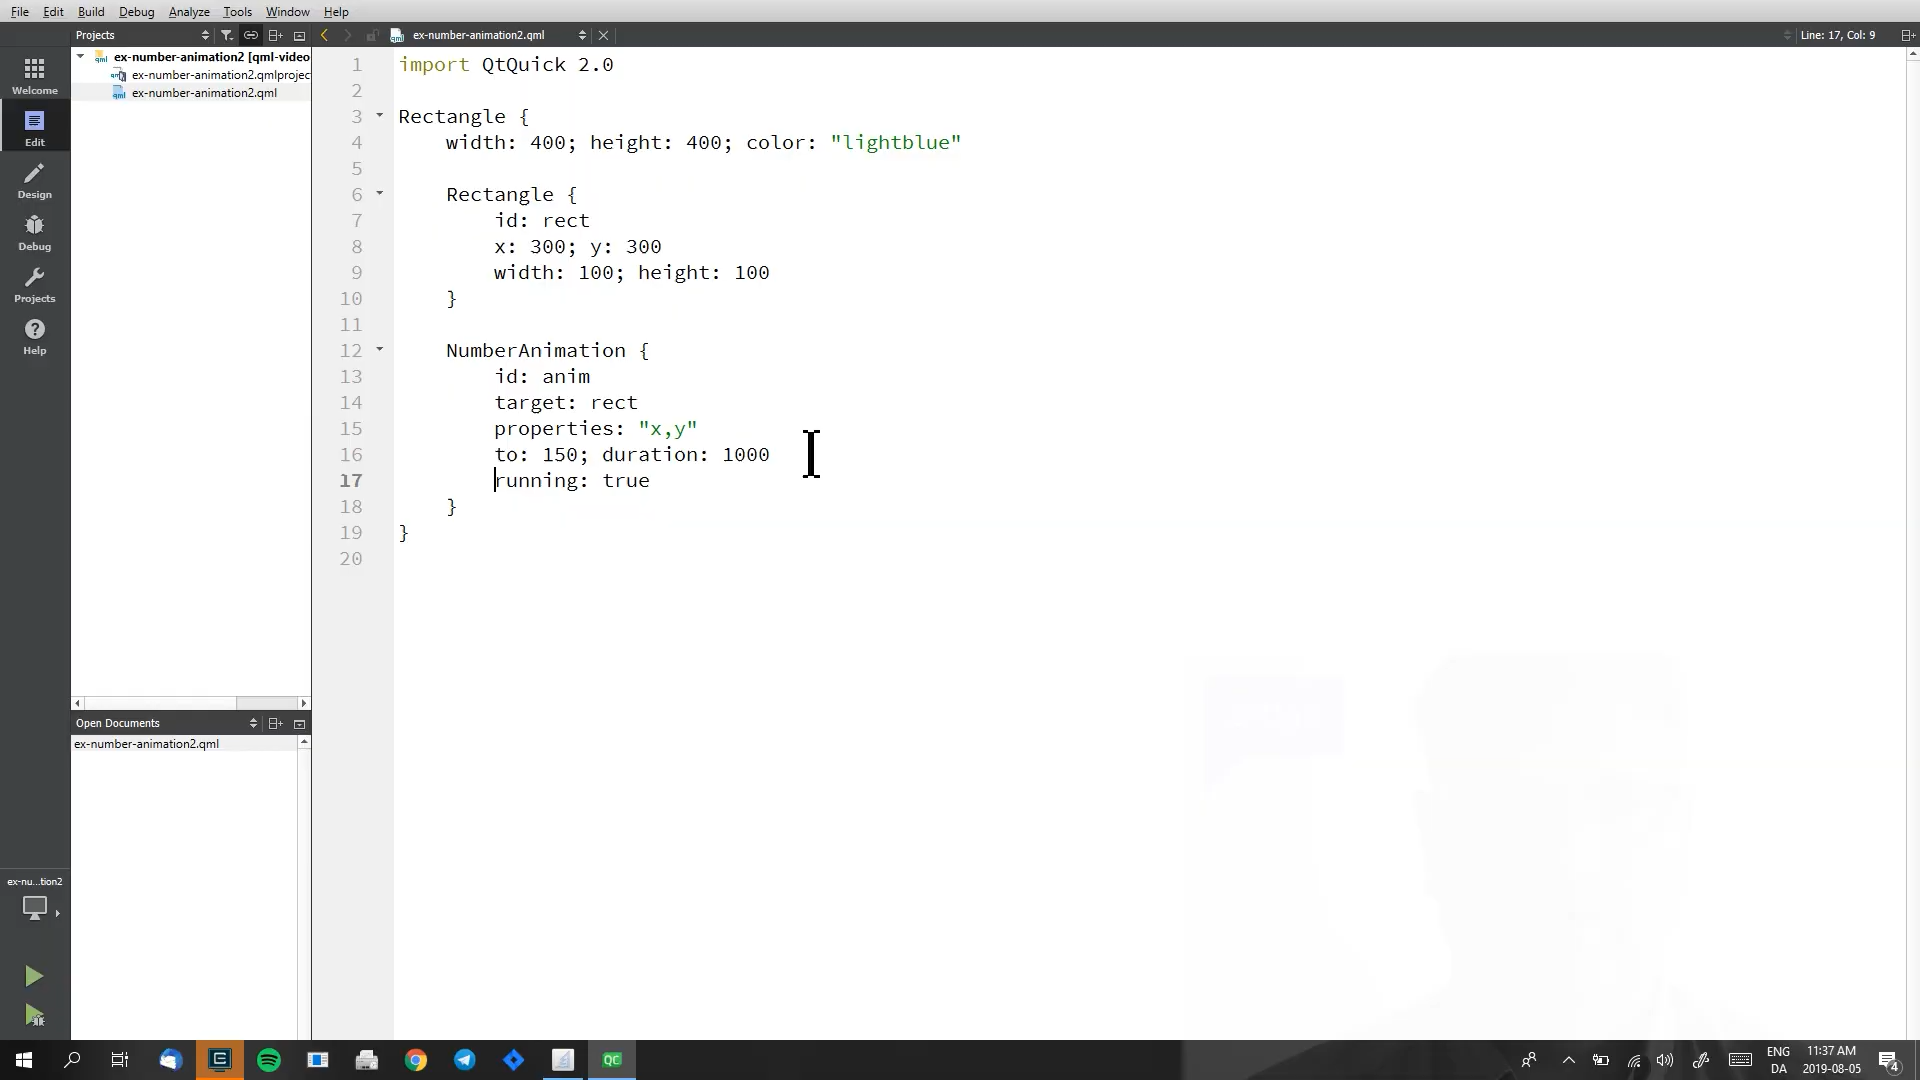 File Edit Build Debug Analyze Tools Window Help
Projects
ex-number-animation2.qml
Line: 17, Col: 9
ex-number-animation2 [qml-video
ex-number-animation2.qmlprojec
ex-number-animation2.qml
Welcome
Edit
Design
Debug
Projects
Help
1 import QtQuick 2.0
2
3 Rectangle {
4 width: 400; height: 400; color: "lightblue"
5
6 Rectangle {
7 id: rect
8 x: 300; y: 300
9 width: 100; height: 100
10 }
11
12 NumberAnimation {
13 id: anim
14 target: rect
15 properties: "x,y"
16 to: 150; duration: 1000
17 running: true
18 }
19 }
20
Open Documents
ex-number-animation2.qml
ex-nu...tion2
QC
ENG
DA
11:37 AM
2019-08-05
4